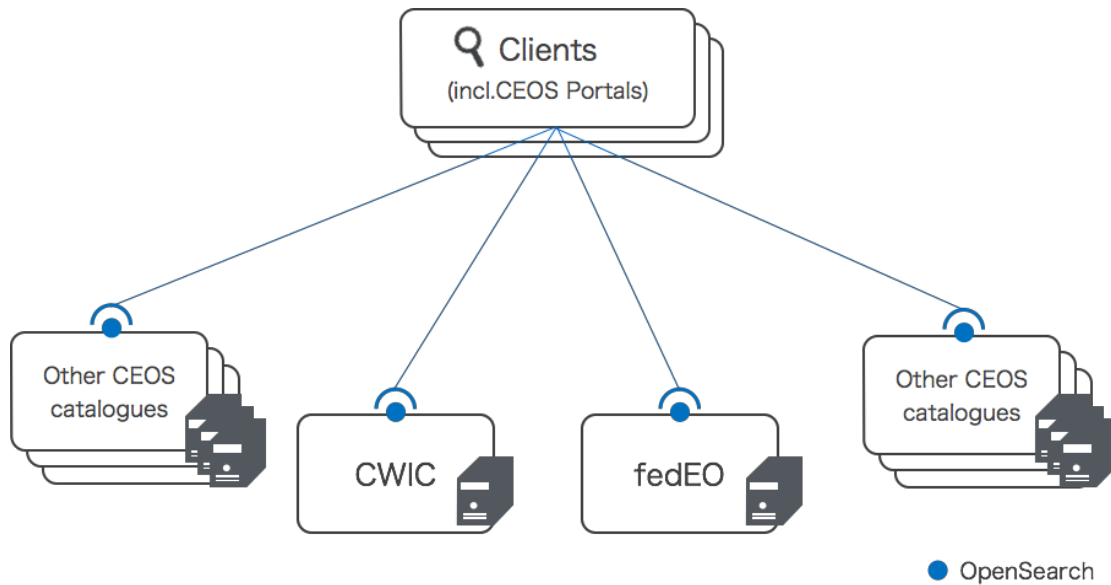 Clients
(incl.CEOS Portals)
Other CEOS
catalogues
CWIC
fedEO
Other CEOS
catalogues
OpenSearch